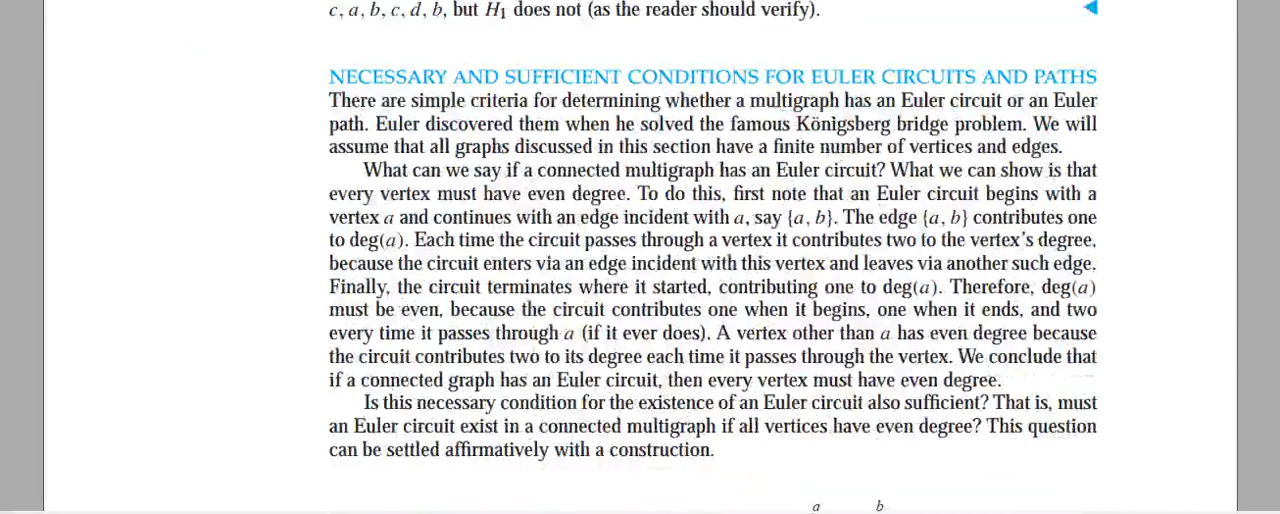 c, a, b, c, d, b, but H₁ does not (as the reader should verify).
NECESSARY AND SUFFICIENT CONDITIONS FOR EULER CIRCUITS AND PATHS
There are simple criteria for determining whether a multigraph has an Euler circuit or an Euler
path. Euler discovered them when he solved the famous Königsberg bridge problem. We will
assume that all graphs discussed in this section have a finite number of vertices and edges.
What can we say if a connected multigraph has an Euler circuit? What we can show is that
every vertex must have even degree. To do this, first note that an Euler circuit begins with a
vertex a and continues with an edge incident with a, say {a, b}. The edge {a, b} contributes one
to deg(a). Each time the circuit passes through a vertex it contributes two to the vertex's degree,
because the circuit enters via an edge incident with this vertex and leaves via another such edge.
Finally, the circuit terminates where it started, contributing one to deg(a). Therefore, deg(a)
must be even, because the circuit contributes one when it begins, one when it ends, and two
every time it passes through a (if it ever does). A vertex other than a has even degree because
the circuit contributes two to its degree each time it passes through the vertex. We conclude that
if a connected graph has an Euler circuit, then every vertex must have even degree.
Is this necessary condition for the existence of an Euler circuit also sufficient? That is, must
an Euler circuit exist in a connected multigraph if all vertices have even degree? This question
can be settled affirmatively with a construction.
a b